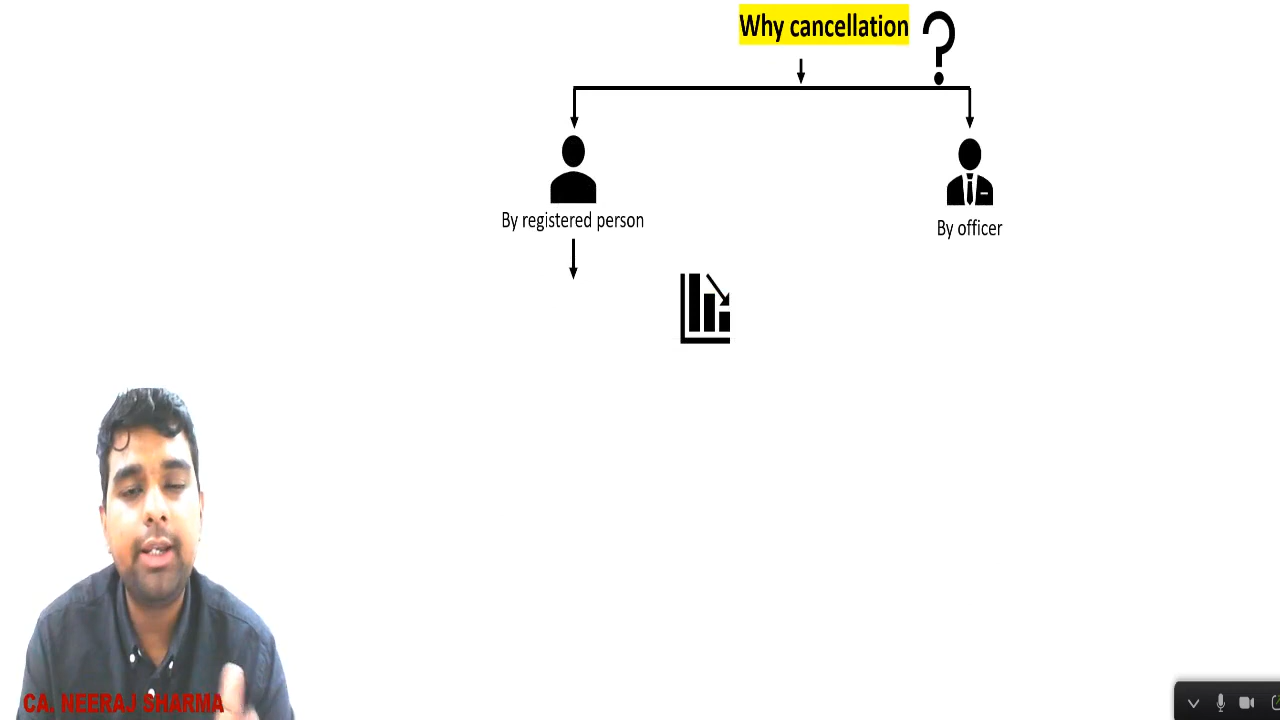 Why cancellation
?
By registered person
By officer
CA. NEERAJ SHARMA